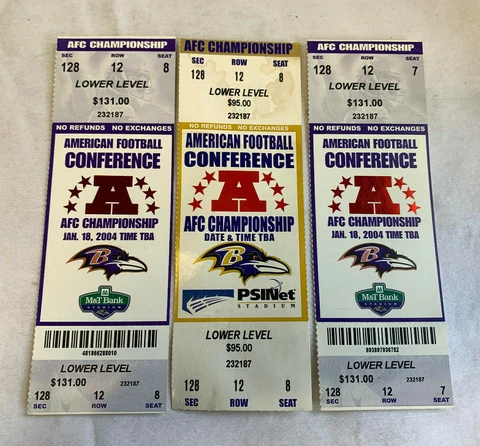 AFC CHAMPIONSHIP
SEC ROW SEAT
128 12 8
LOWER LEVEL
$131.00
232187
NO REFUNDS NO EXCHANGES
AMERICAN FOOTBALL
CONFERENCE
A
AFC CHAMPIONSHIP
JAN. 18, 2004 TIME TBA
B
M&T Bank
STADIUM
481866288010
LOWER LEVEL
$131.00 232187
128 12 8
SEC ROW SEAT
AFC CHAMPIONSHIP
SEC ROW SEAT
128 12 8
LOWER LEVEL
$95.00
232187
NO REFUNDS NO EXCHANGES
AMERICAN FOOTBALL
CONFERENCE
A
AFC CHAMPIONSHIP
DATE & TIME TBA
B
PSINet
STADIUM
LOWER LEVEL
$95.00
232187
128 12 8
SEC ROW SEAT
AFC CHAMPIONSHIP
SEC ROW SEAT
128 12 7
LOWER LEVEL
$131.00
232187
NO REFUNDS NO EXCHANGES
AMERICAN FOOTBALL
CONFERENCE
A
AFC CHAMPIONSHIP
JAN. 18, 2004 TIME TBA
B
M&T Bank
STADIUM
893897956782
LOWER LEVEL
$131.00 232187
128 12 7
SEC ROW SEAT